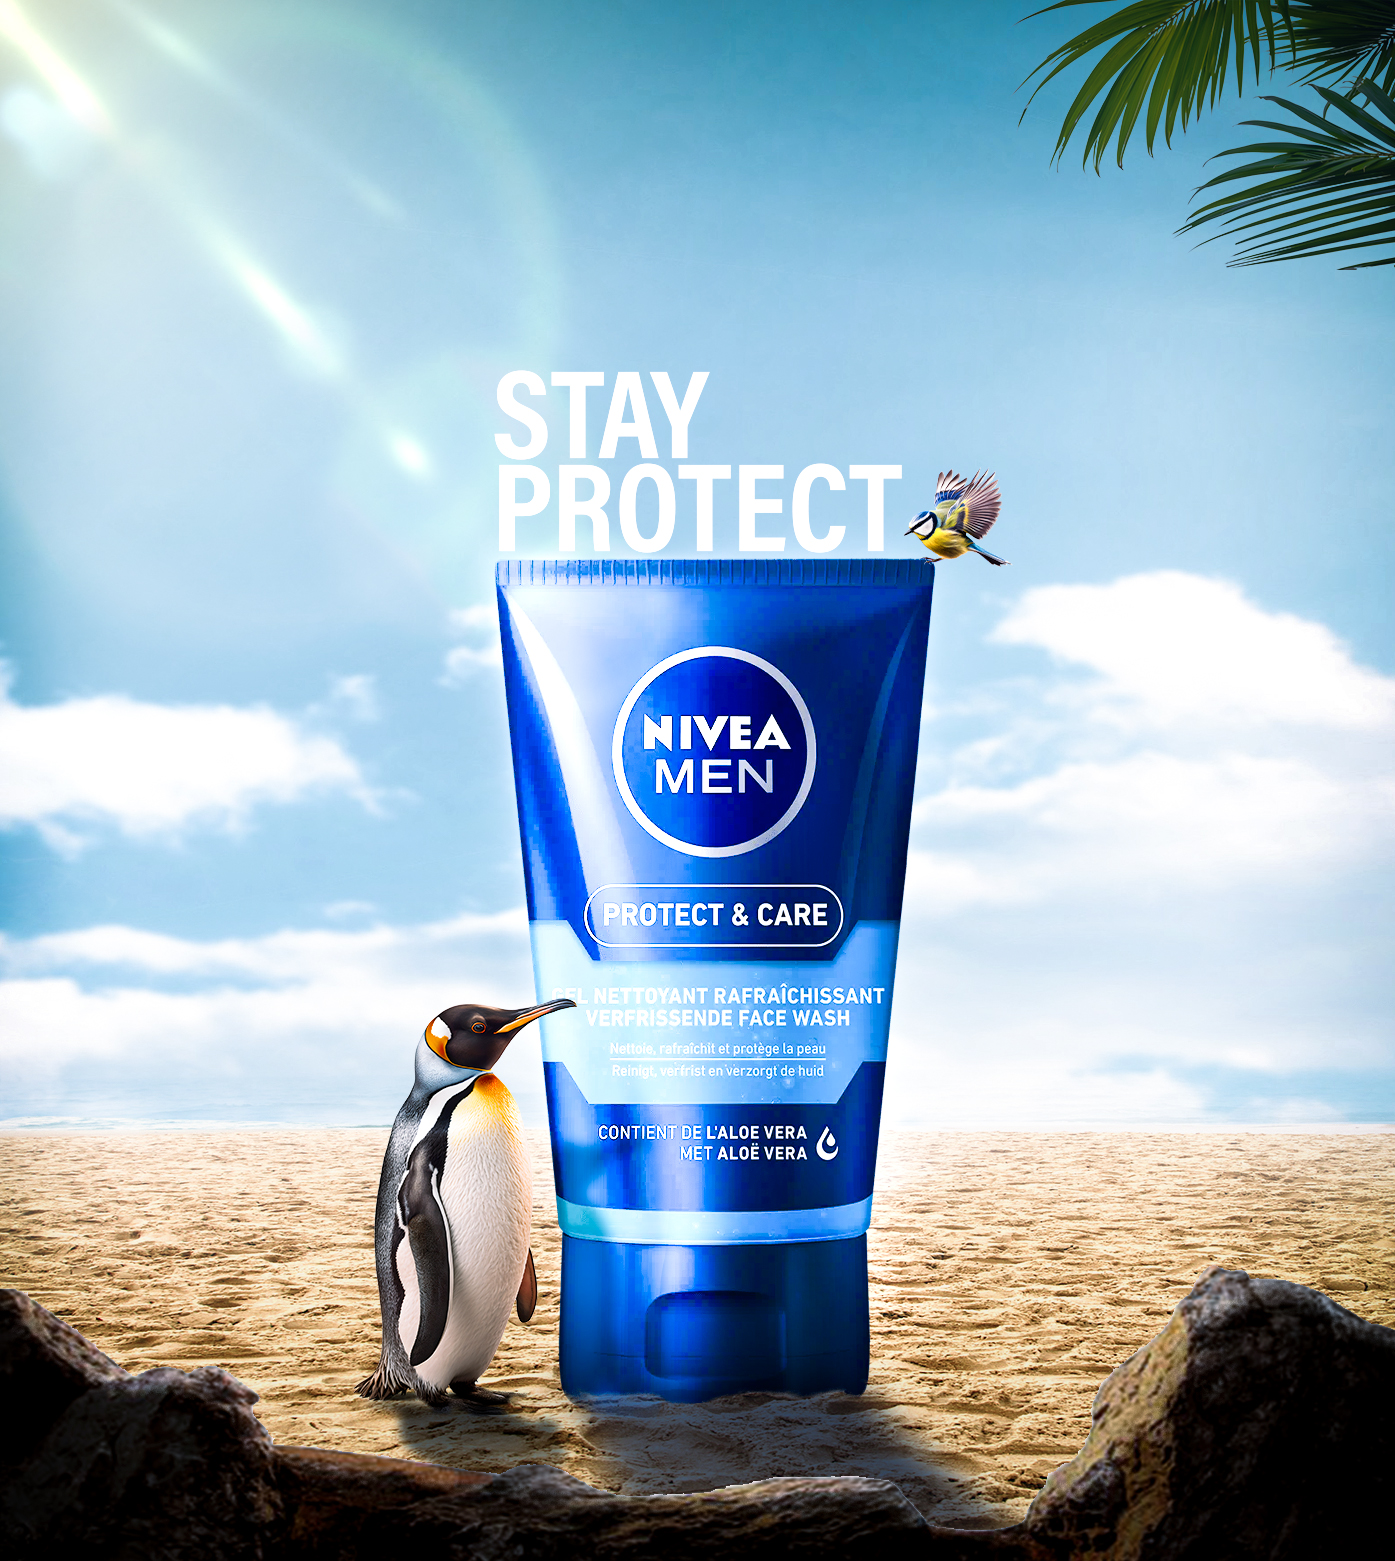 STAY
PROTECT
NIVEA
MEN
PROTECT & CARE
GEL NETTOYANT RAFRAÎCHISSANT
VERFRISSENDE FACE WASH
Nettoie, rafraîchit et protège la peau
Reinigt, verfrist en verzorgt de huid
CONTIENT DE L'ALOE VERA
MET ALOË VERA